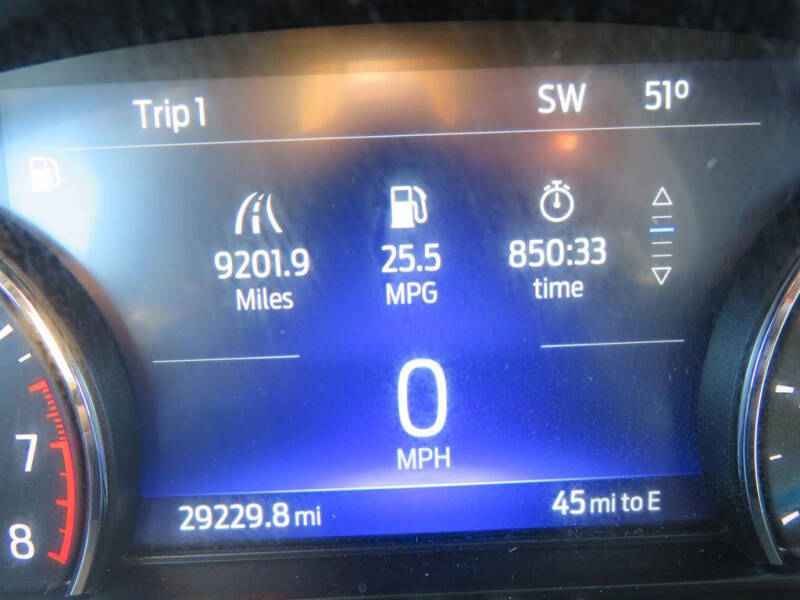 Trip 1 SW 51º
9201.9 25.5 850:33
Miles MPG time
0
MPH
7
8
29229.8 mi 45 mi to E